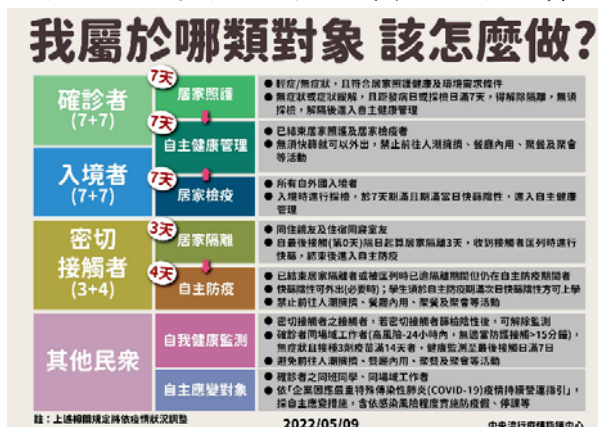 我屬於哪類對象 該怎麼做?
確診者
(7+7)
7天
居家照護
● 輕症/無症狀，且符合居家照護健康及環境需求條件
● 無症狀或症狀緩解，且距發病日或採檢日滿7天，得解除隔離，無須
採檢，解隔後進入自主健康管理
7天
自主健康管理
● 已結束居家照護及居家檢疫者
● 無須快篩就可以外出，禁止前往人潮擁擠、餐廳內用、聚餐及聚會
等活動
入境者
(7+7)
7天
居家檢疫
● 所有自外國入境者
● 入境時進行採檢，於7天期滿且期滿當日快篩陰性，進入自主健康
管理
密切
接觸者
(3+4)
3天
居家隔離
● 同住親友及住宿同寢室友
● 自最後接觸(第0天)隔日起算居家隔離3天，收到接觸者匡列時進行
快篩，結束後進入自主防疫
4天
自主防疫
● 已結束居家隔離者或被匡列時已逾隔離期間但仍在自主防疫期間者
● 快篩陰性可外出(必要時)；學生須於自主防疫期滿次日快篩陰性方可上學
● 禁止前往人潮擁擠、餐廳內用、聚餐及聚會等活動
其他民衆
自我健康監測
● 密切接觸者之接觸者，若密切接觸者篩檢陰性後，可解除監測
● 確診者同場域工作者(高風險-24小時內，無適當防護接觸>15分鐘)，
無症狀且接種3劑疫苗滿14天者，健康監測至最後接觸日滿7日
● 避免前往人潮擁擠、餐廳內用、聚餐及聚會等活動
自主應變對象
● 確診者之同班同學、同場域工作者
● 依「企業因應嚴重特殊傳染性肺炎(COVID-19)疫情持續營運指引」，
採自主應變措施，含依感染風險程度實施防疫假、停課等
註：上述相關規定將依疫情狀況調整
2022/05/09
中央流行疫情指揮中心